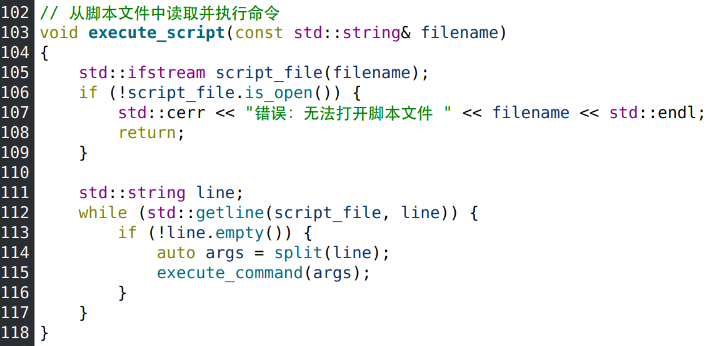 102 // 从脚本文件中读取并执行命令
103 void execute_script(const std::string& filename)
104 {
105     std::ifstream script_file(filename);
106     if (!script_file.is_open()) {
107         std::cerr << "错误：无法打开脚本文件 " << filename << std::endl;
108         return;
109     }
110
111     std::string line;
112     while (std::getline(script_file, line)) {
113         if (!line.empty()) {
114             auto args = split(line);
115             execute_command(args);
116         }
117     }
118 }